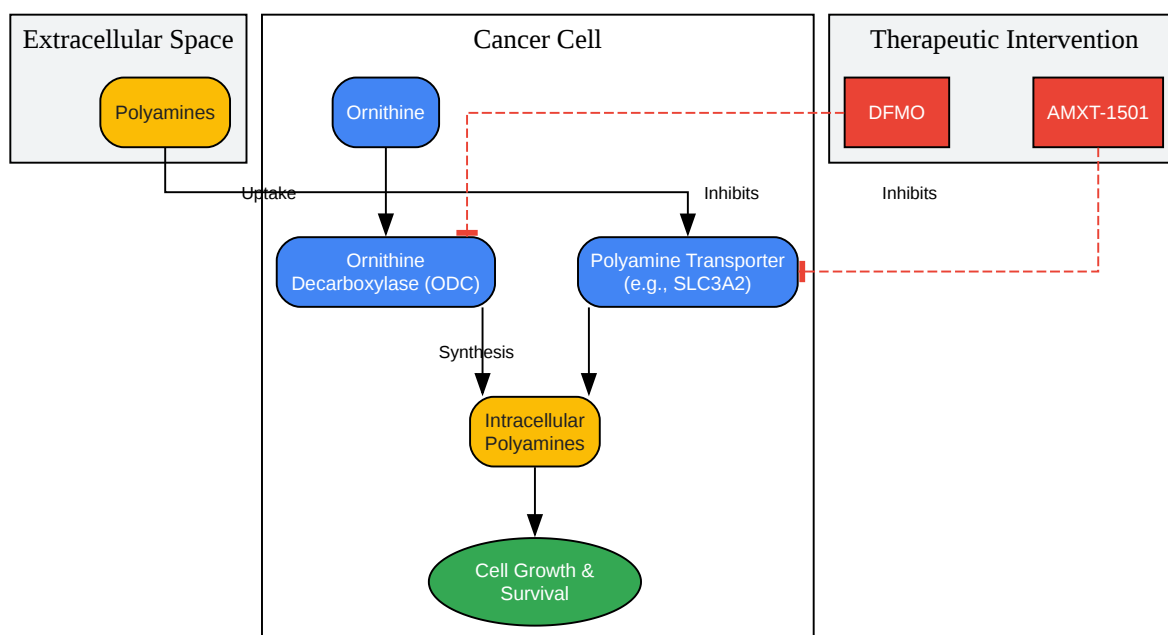 Extracellular Space
Cancer Cell
Therapeutic Intervention
Polyamines
Ornithine
DFMO
AMXT-1501
Uptake
Inhibits
Inhibits
Ornithine
Decarboxylase (ODC)
Polyamine Transporter
(e.g., SLC3A2)
Synthesis
Intracellular
Polyamines
Cell Growth &
Survival